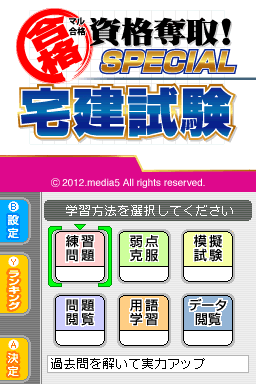 マル合格
合格
資格奪取!
SPECIAL
宅建試験
© 2012.media5 All rights reserved.
学習方法を選択してください
B 設定
Y ランキング
A 決定
練習問題
弱点克服
模擬試験
問題閲覧
用語学習
データ閲覧
過去問を解いて実力アップ